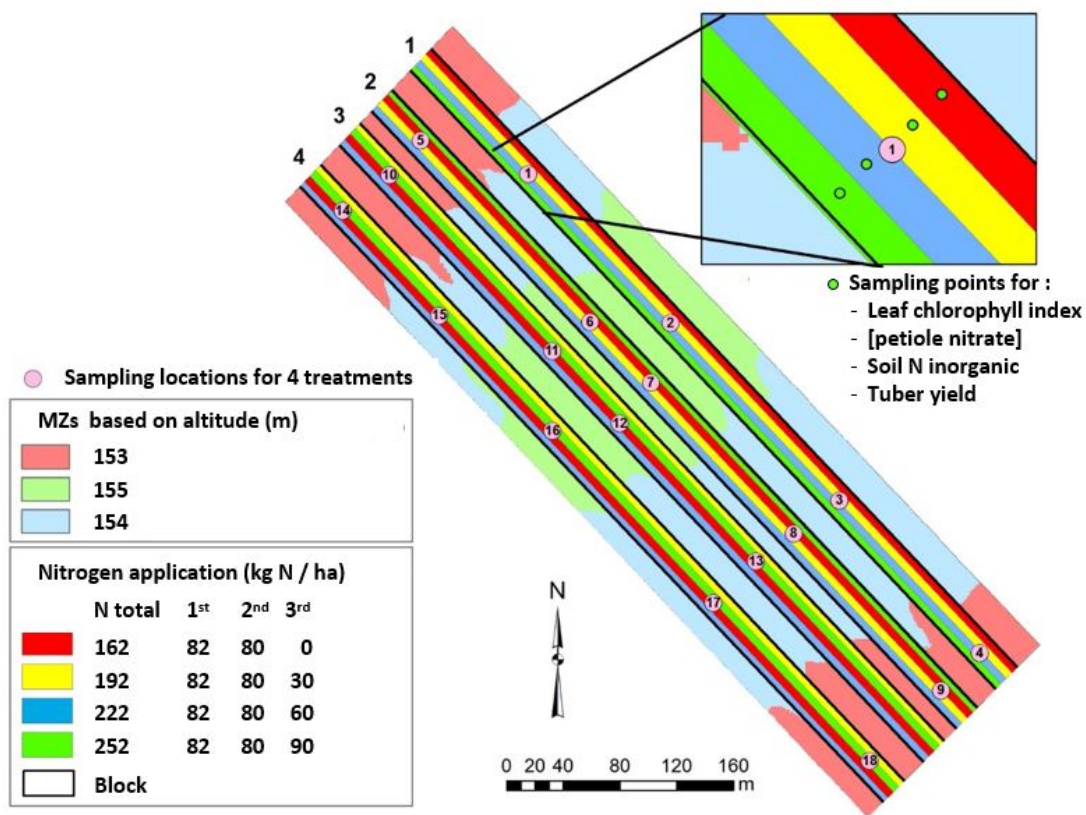 1
2
3
4
5
10
14
1
15
6
2
11
7
12
16
3
8
13
17
4
9
18
1
Sampling points for :
- Leaf chlorophyll index
- [petiole nitrate]
- Soil N inorganic
- Tuber yield
Sampling locations for 4 treatments
MZs based on altitude (m)
153
155
154
Nitrogen application (kg N / ha)
N total 1st 2nd 3rd
162 82 80 0
192 82 80 30
222 82 80 60
252 82 80 90
Block
N
0 20 40 80 120 160
m